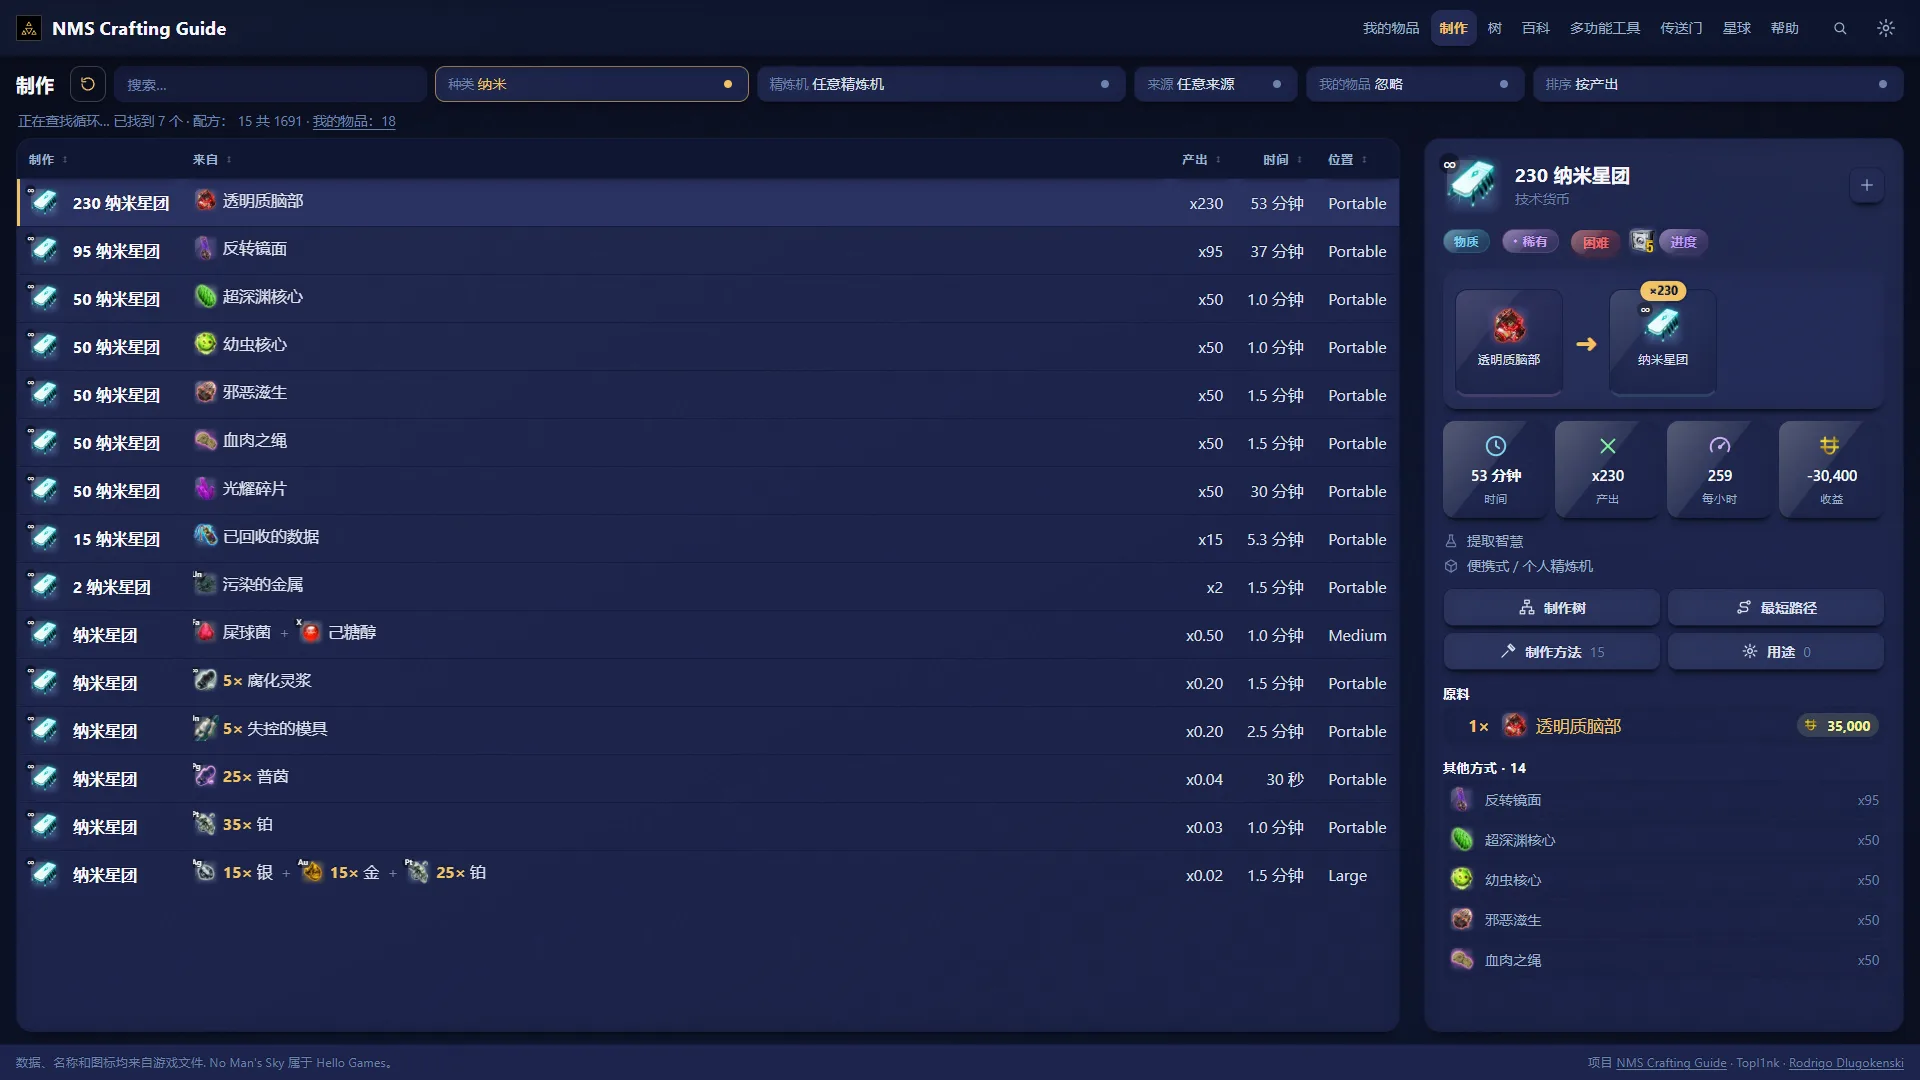 NMS Crafting Guide
我的物品 制作 树 百科 多功能工具 传送门 星球 帮助
制作 搜索... 种类 纳米 精炼机 任意精炼机 来源 任意来源 我的物品 忽略 排序 按产出
正在查找循环... 已找到 7 个 · 配方： 15 共 1691 · 我的物品：18
制作 来自 产出 时间 位置
230 纳米星团 透明质脑部 x230 53 分钟 Portable
95 纳米星团 反转镜面 x95 37 分钟 Portable
50 纳米星团 超深渊核心 x50 1.0 分钟 Portable
50 纳米星团 幼虫核心 x50 1.0 分钟 Portable
50 纳米星团 邪恶滋生 x50 1.5 分钟 Portable
50 纳米星团 血肉之绳 x50 1.5 分钟 Portable
50 纳米星团 光耀碎片 x50 30 分钟 Portable
15 纳米星团 已回收的数据 x15 5.3 分钟 Portable
2 纳米星团 污染的金属 x2 1.5 分钟 Portable
纳米星团 屎球菌 + 己糖醇 x0.50 1.0 分钟 Medium
纳米星团 5× 腐化灵浆 x0.20 1.5 分钟 Portable
纳米星团 5× 失控的模具 x0.20 2.5 分钟 Portable
纳米星团 25× 普茵 x0.04 30 秒 Portable
纳米星团 35× 铂 x0.03 1.0 分钟 Portable
纳米星团 15× 银 + 15× 金 + 25× 铂 x0.02 1.5 分钟 Large
230 纳米星团
技术货币
物质 稀有 困难 5 进度
×230
透明质脑部 纳米星团
53 分钟 x230 259 -30,400
时间 产出 每小时 收益
提取智慧
便携式 / 个人精炼机
制作树 最短路径
制作方法 15 用途 0
原料
1× 透明质脑部 35,000
其他方式 · 14
反转镜面 x95
超深渊核心 x50
幼虫核心 x50
邪恶滋生 x50
血肉之绳 x50
数据、名称和图标均来自游戏文件. No Man's Sky 属于 Hello Games。
项目 NMS Crafting Guide · Topl1nk · Rodrigo Dlugokenski